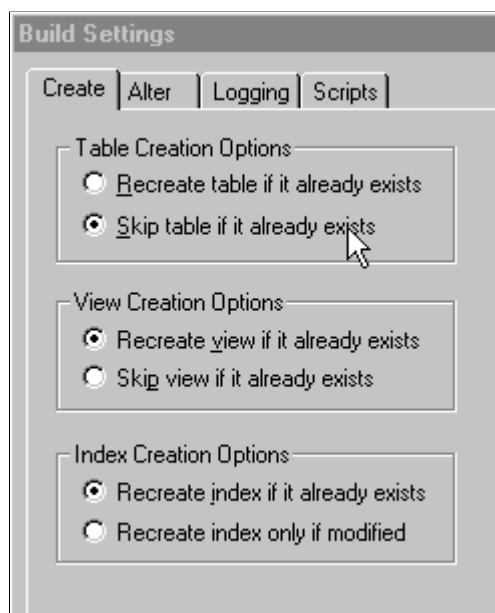 Build Settings
Create Alter Logging Scripts
Table Creation Options
Recreate table if it already exists
Skip table if it already exists
View Creation Options
Recreate view if it already exists
Skip view if it already exists
Index Creation Options
Recreate index if it already exists
Recreate index only if modified